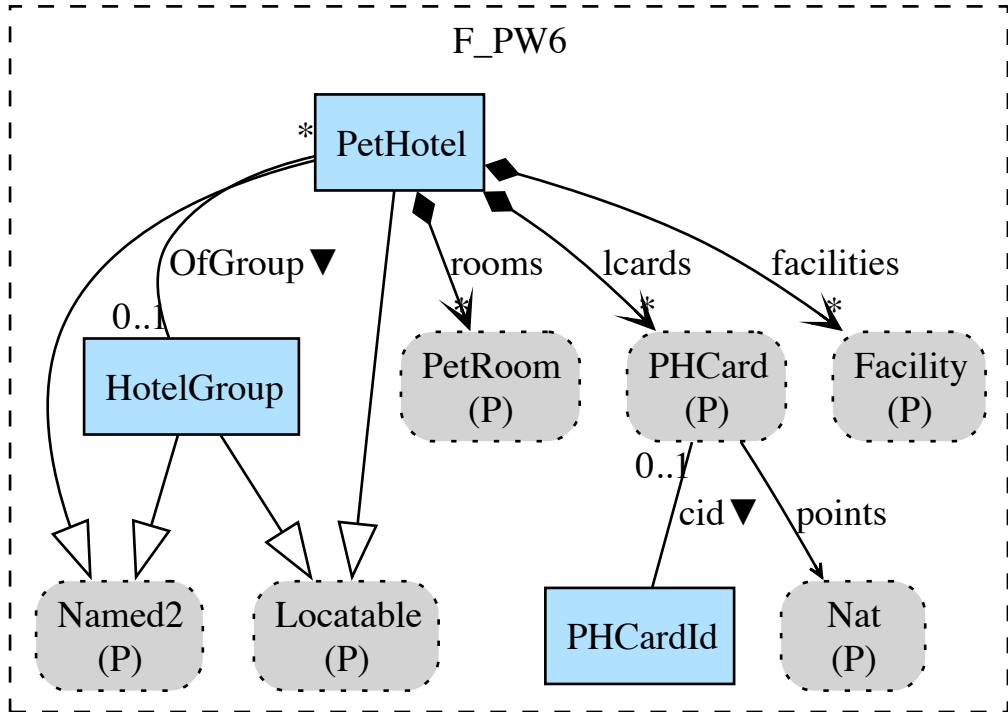 F_PW6
*
PetHotel
OfGroup ▼
rooms
lcards
facilities
0..1
*
*
*
HotelGroup
PetRoom
(P)
PHCard
(P)
Facility
(P)
0..1
cid ▼
points
Named2
(P)
Locatable
(P)
PHCardId
Nat
(P)